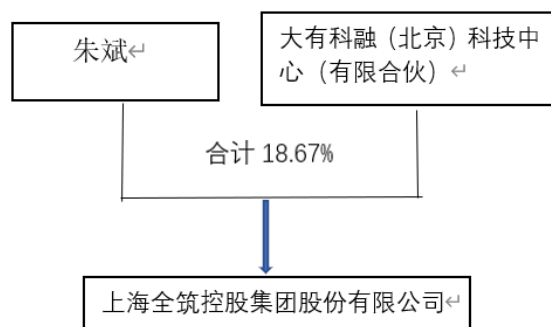 朱斌
大有科融（北京）科技中
心（有限合伙）
合计 18.67%
上海全筑控股集团股份有限公司